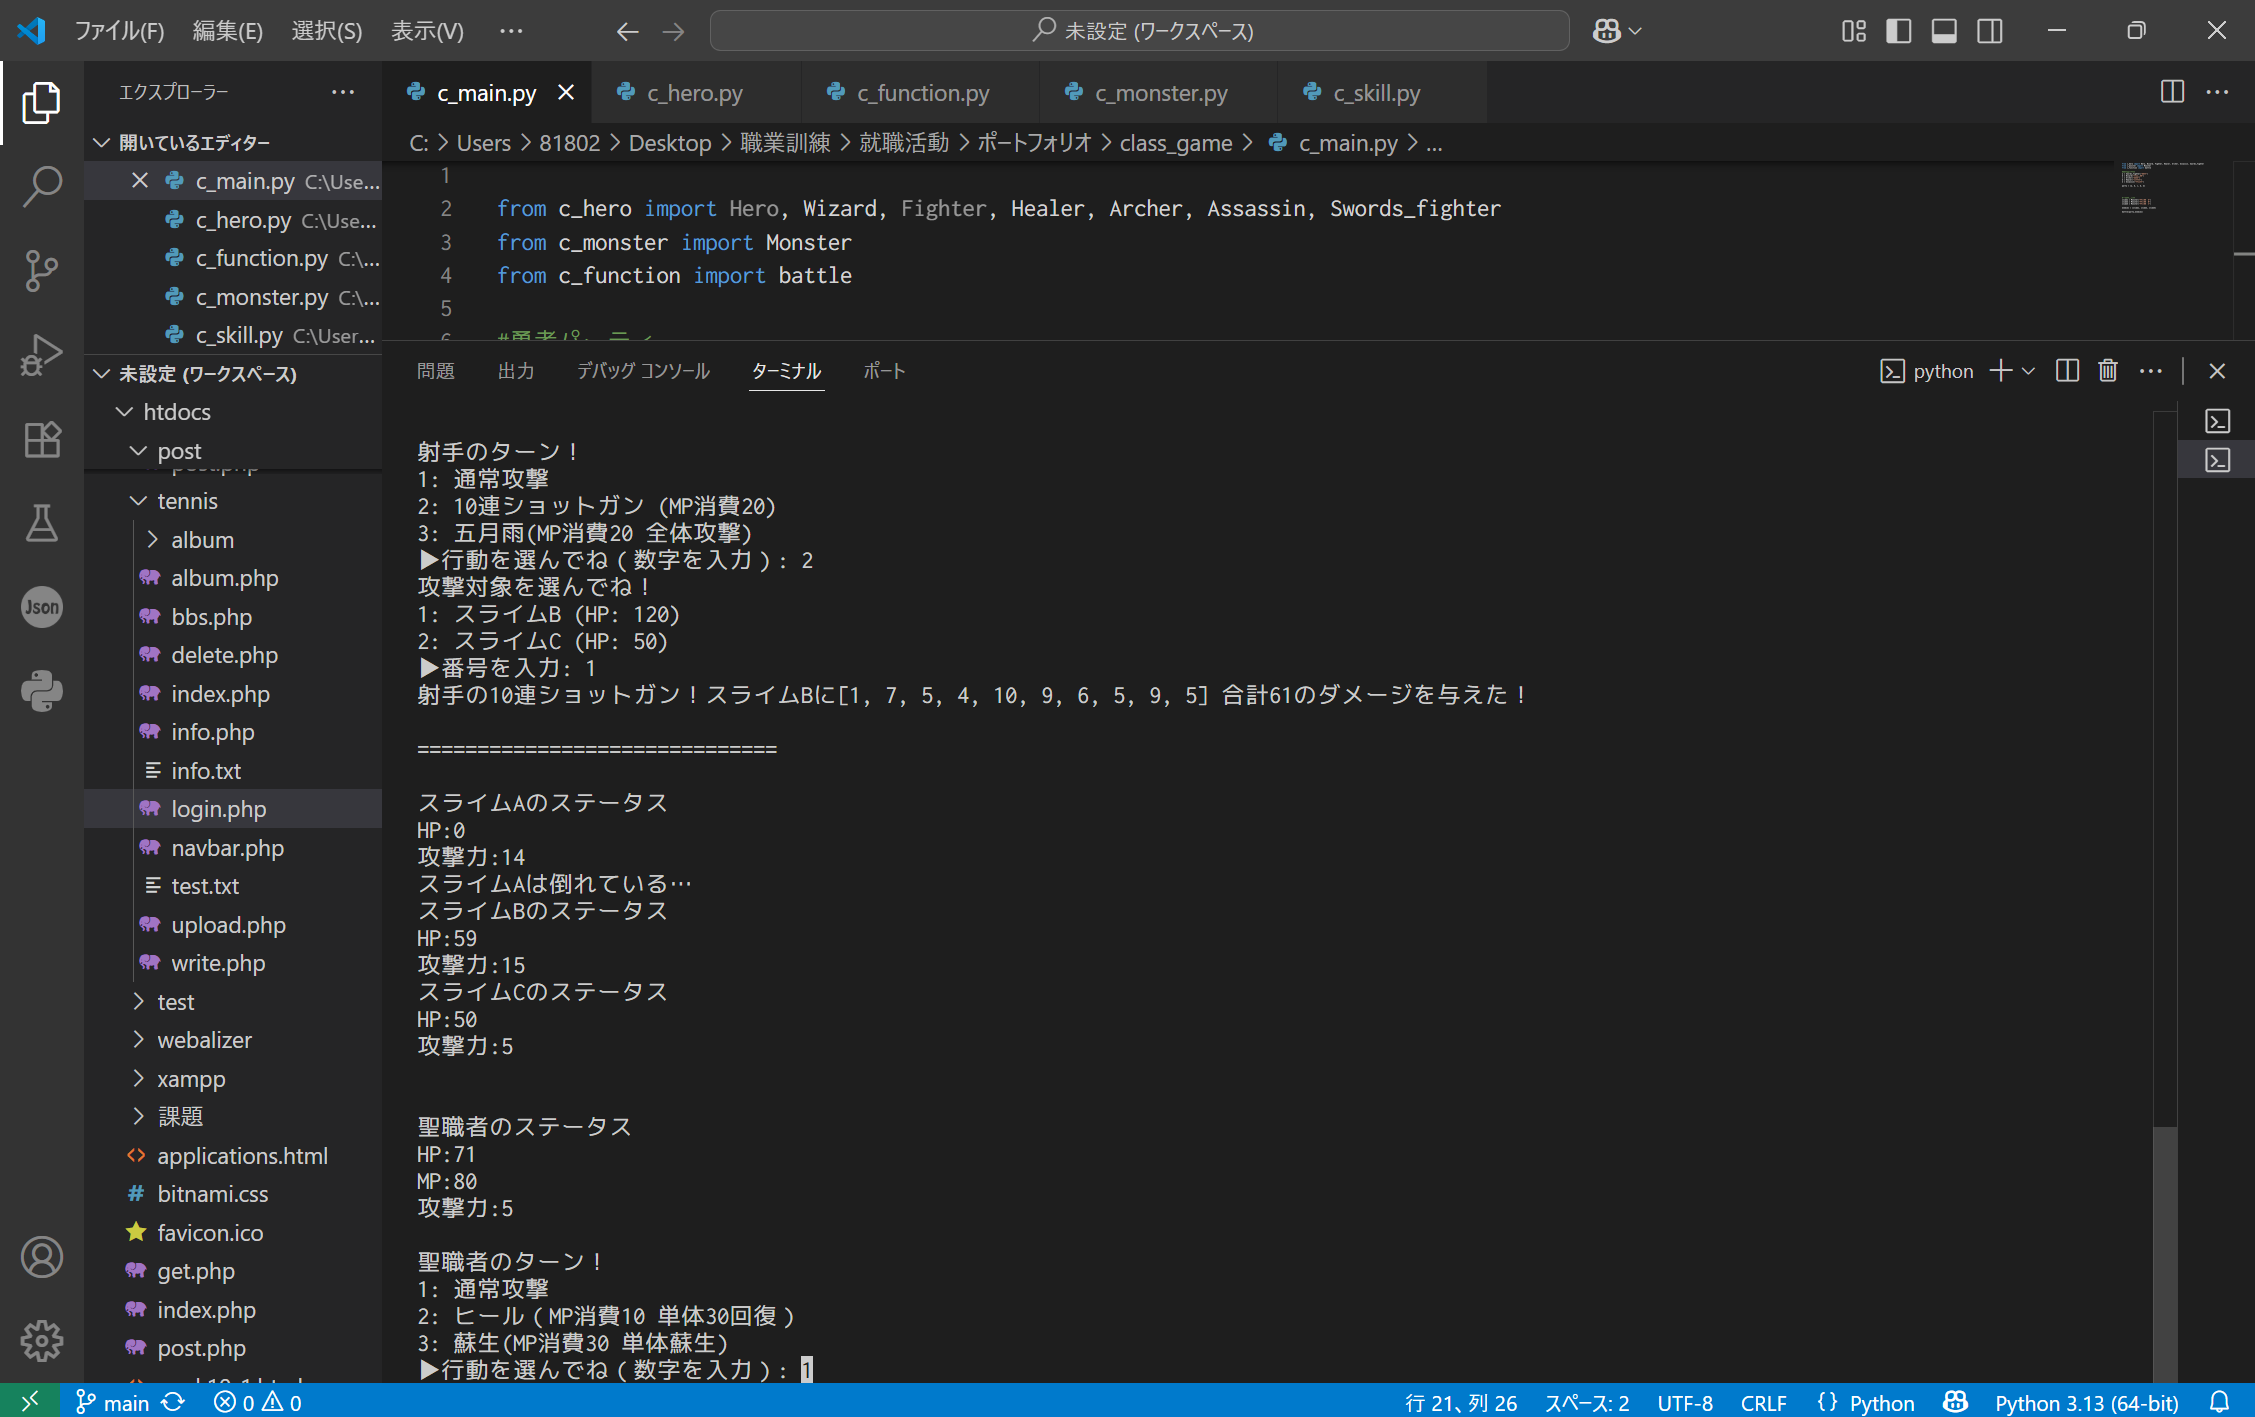 ファイル(F) 編集(E) 選択(S) 表示(V) ··· 未設定 (ワークスペース)
エクスプローラー ···
c_main.py c_hero.py c_function.py c_monster.py c_skill.py
開いているエディター
c_main.py C:\Use...
c_hero.py C:\Use...
c_function.py C:\...
c_monster.py C:\...
c_skill.py C:\User...
未設定 (ワークスペース)
htdocs
post
post.php
tennis
album
album.php
bbs.php
delete.php
index.php
info.php
info.txt
login.php
navbar.php
test.txt
upload.php
write.php
test
webalizer
xampp
課題
applications.html
bitnami.css
favicon.ico
get.php
index.php
post.php
Json
C: > Users > 81802 > Desktop > 職業訓練 > 就職活動 > ポートフォリオ > class_game > c_main.py > ...
1
2 from c_hero import Hero, Wizard, Fighter, Healer, Archer, Assassin, Swords_fighter
3 from c_monster import Monster
4 from c_function import battle
5
6 #勇者パーティ
問題 出力 デバッグ コンソール ターミナル ポート python
射手のターン！
1: 通常攻撃
2: 10連ショットガン (MP消費20)
3: 五月雨(MP消費20 全体攻撃)
▶行動を選んでね（数字を入力）: 2
攻撃対象を選んでね！
1: スライムB (HP: 120)
2: スライムC (HP: 50)
▶番号を入力: 1
射手の10連ショットガン！スライムBに[1, 7, 5, 4, 10, 9, 6, 5, 9, 5] 合計61のダメージを与えた！
==============================
スライムAのステータス
HP:0
攻撃力:14
スライムAは倒れている…
スライムBのステータス
HP:59
攻撃力:15
スライムCのステータス
HP:50
攻撃力:5
聖職者のステータス
HP:71
MP:80
攻撃力:5
聖職者のターン！
1: 通常攻撃
2: ヒール（MP消費10 単体30回復）
3: 蘇生(MP消費30 単体蘇生)
▶行動を選んでね（数字を入力）: 1
main 0 0 行 21、列 26 スペース: 2 UTF-8 CRLF {} Python Python 3.13 (64-bit)